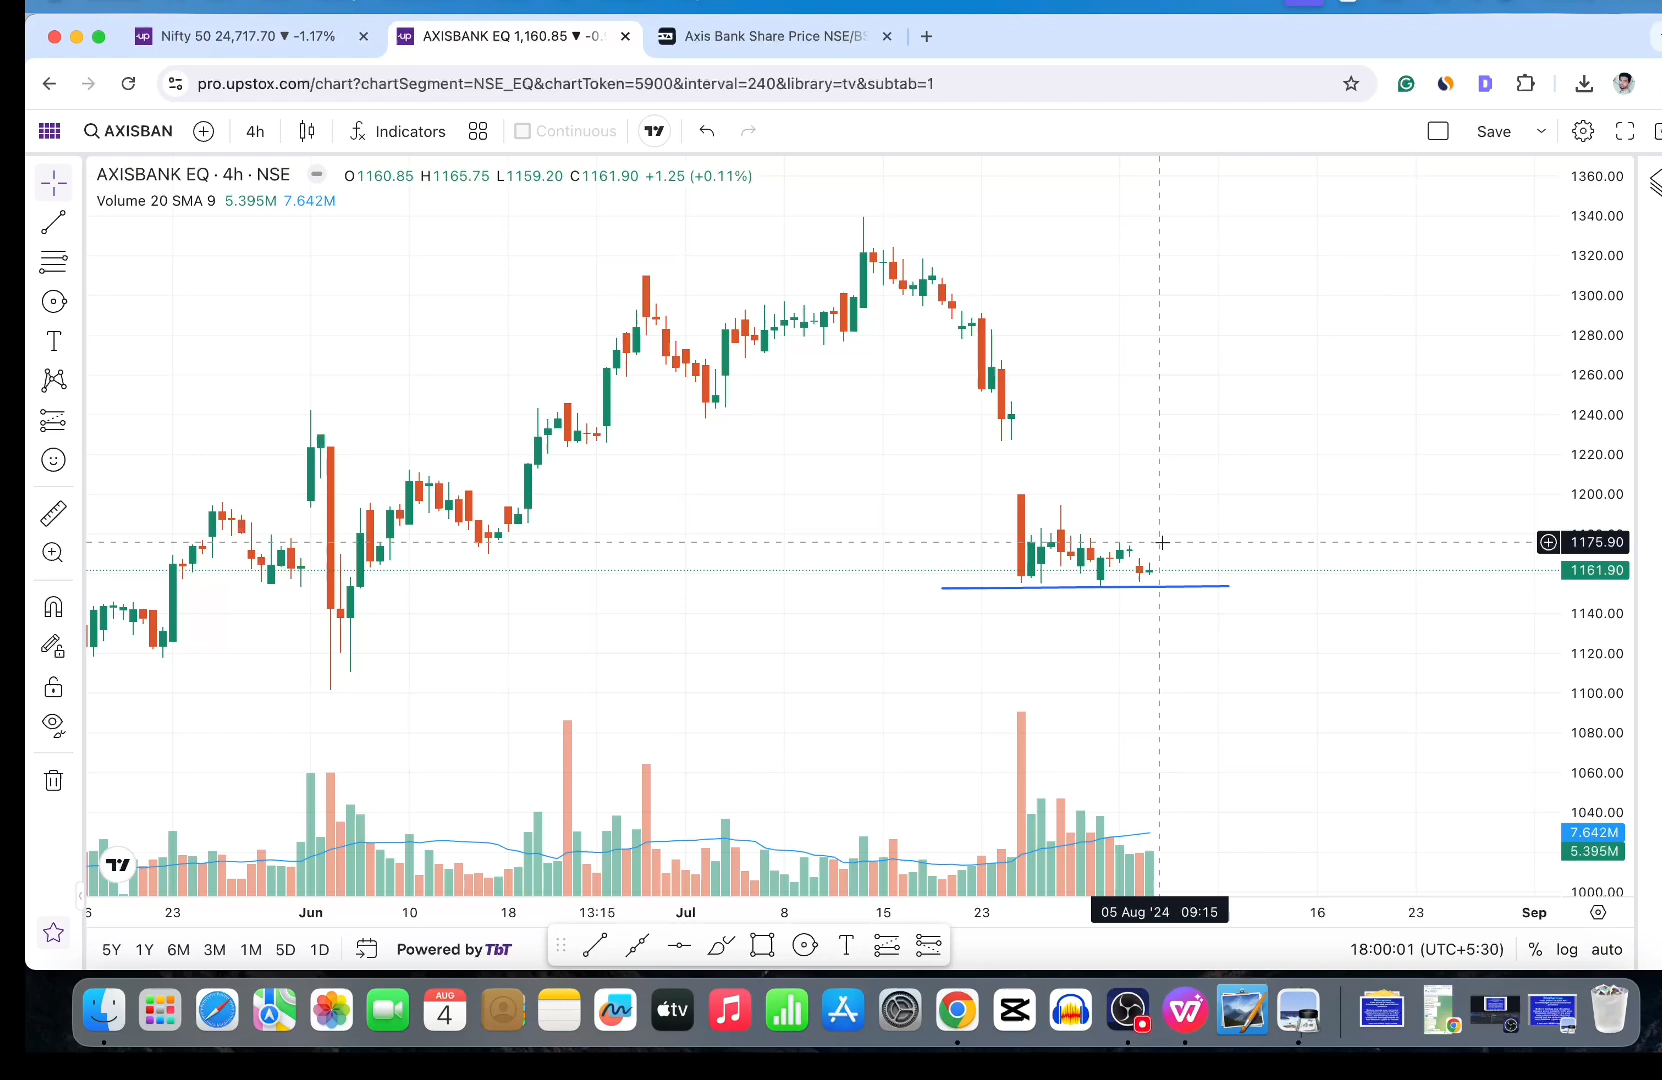 Nifty 50 24,717.70 ▼ -1.17%
AXISBANK EQ 1,160.85 ▼ -0.
Axis Bank Share Price NSE/BS
pro.upstox.com/chart?chartSegment=NSE_EQ&chartToken=5900&interval=240&library=tv&subtab=1
AXISBAN
4h
Indicators
Continuous
Save
AXISBANK EQ · 4h · NSE
O1160.85 H1165.75 L1159.20 C1161.90 +1.25 (+0.11%)
Volume 20 SMA 9 5.395M 7.642M
1360.00
1340.00
1320.00
1300.00
1280.00
1260.00
1240.00
1220.00
1200.00
1175.90
1161.90
1140.00
1120.00
1100.00
1080.00
1060.00
1040.00
7.642M
5.395M
1000.00
6 23 Jun 10 18 13:15 Jul 8 15 23 05 Aug '24 09:15 16 23 Sep
5Y 1Y 6M 3M 1M 5D 1D
Powered by TbT
18:00:01 (UTC+5:30) % log auto
AUG
4
tv